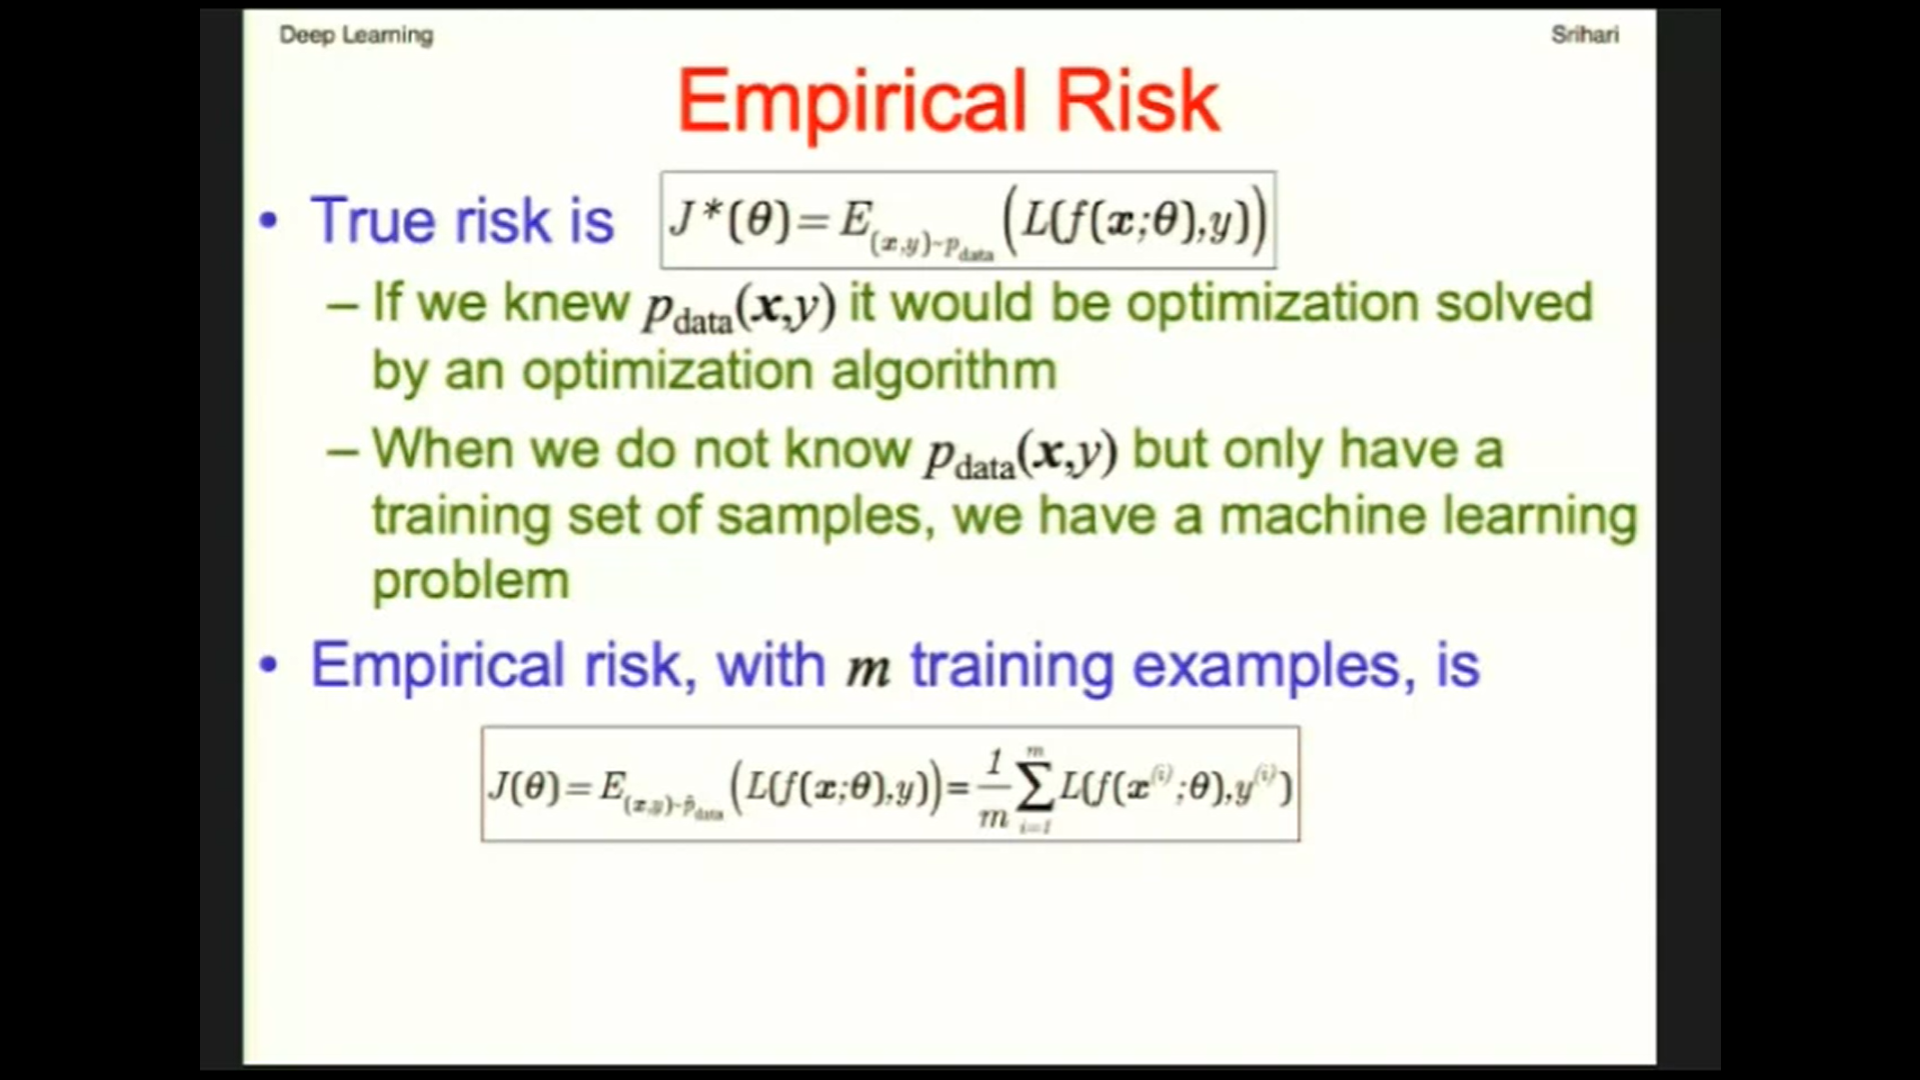 Deep Learning Srihari
Empirical Risk
• True risk is J*(θ)=E(x,y)~pdata (L(f(x;θ),y))
– If we knew pdata(x,y) it would be optimization solved
by an optimization algorithm
– When we do not know pdata(x,y) but only have a
training set of samples, we have a machine learning
problem
• Empirical risk, with m training examples, is
J(θ)=E(x,y)~p̂data (L(f(x;θ),y))=1/m ∑i=1m L(f(x(i);θ),y(i))